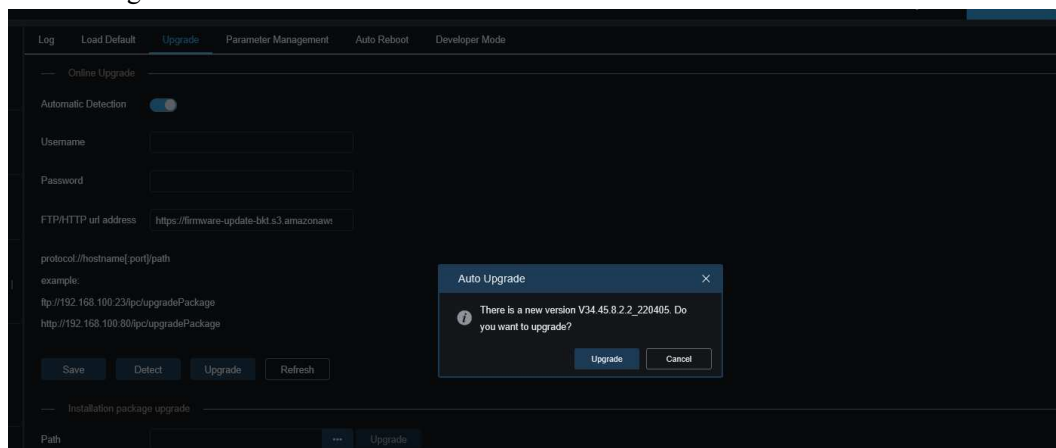 Log Load Default Upgrade Parameter Management Auto Reboot Developer Mode
Online Upgrade
Automatic Detection
Username
Password
FTP/HTTP url address https://firmware-update-bkt.s3.amazonaws
protocol://hostname[:port]/path
example:
ftp://192.168.100:23/ipc/upgradePackage
http://192.168.100:80/ipc/upgradePackage
Save Detect Upgrade Refresh
Installation package upgrade
Path ... Upgrade
Auto Upgrade
There is a new version V34.45.8.2.2_220405. Do
you want to upgrade?
Upgrade Cancel